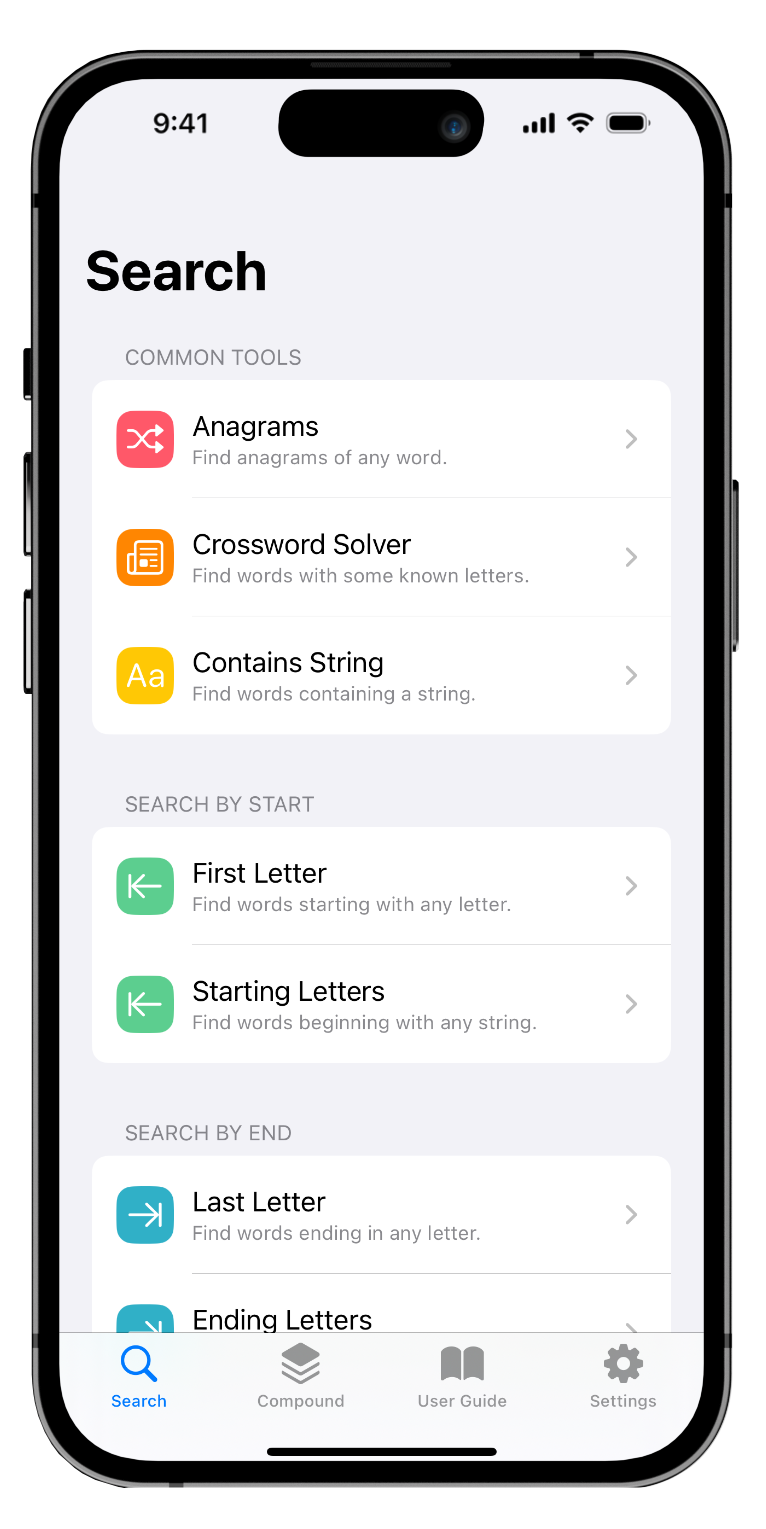 9:41
Search
COMMON TOOLS
Anagrams
Find anagrams of any word.
Crossword Solver
Find words with some known letters.
Aa
Contains String
Find words containing a string.
SEARCH BY START
First Letter
Find words starting with any letter.
Starting Letters
Find words beginning with any string.
SEARCH BY END
Last Letter
Find words ending in any letter.
Ending Letters
Search
Compound
User Guide
Settings